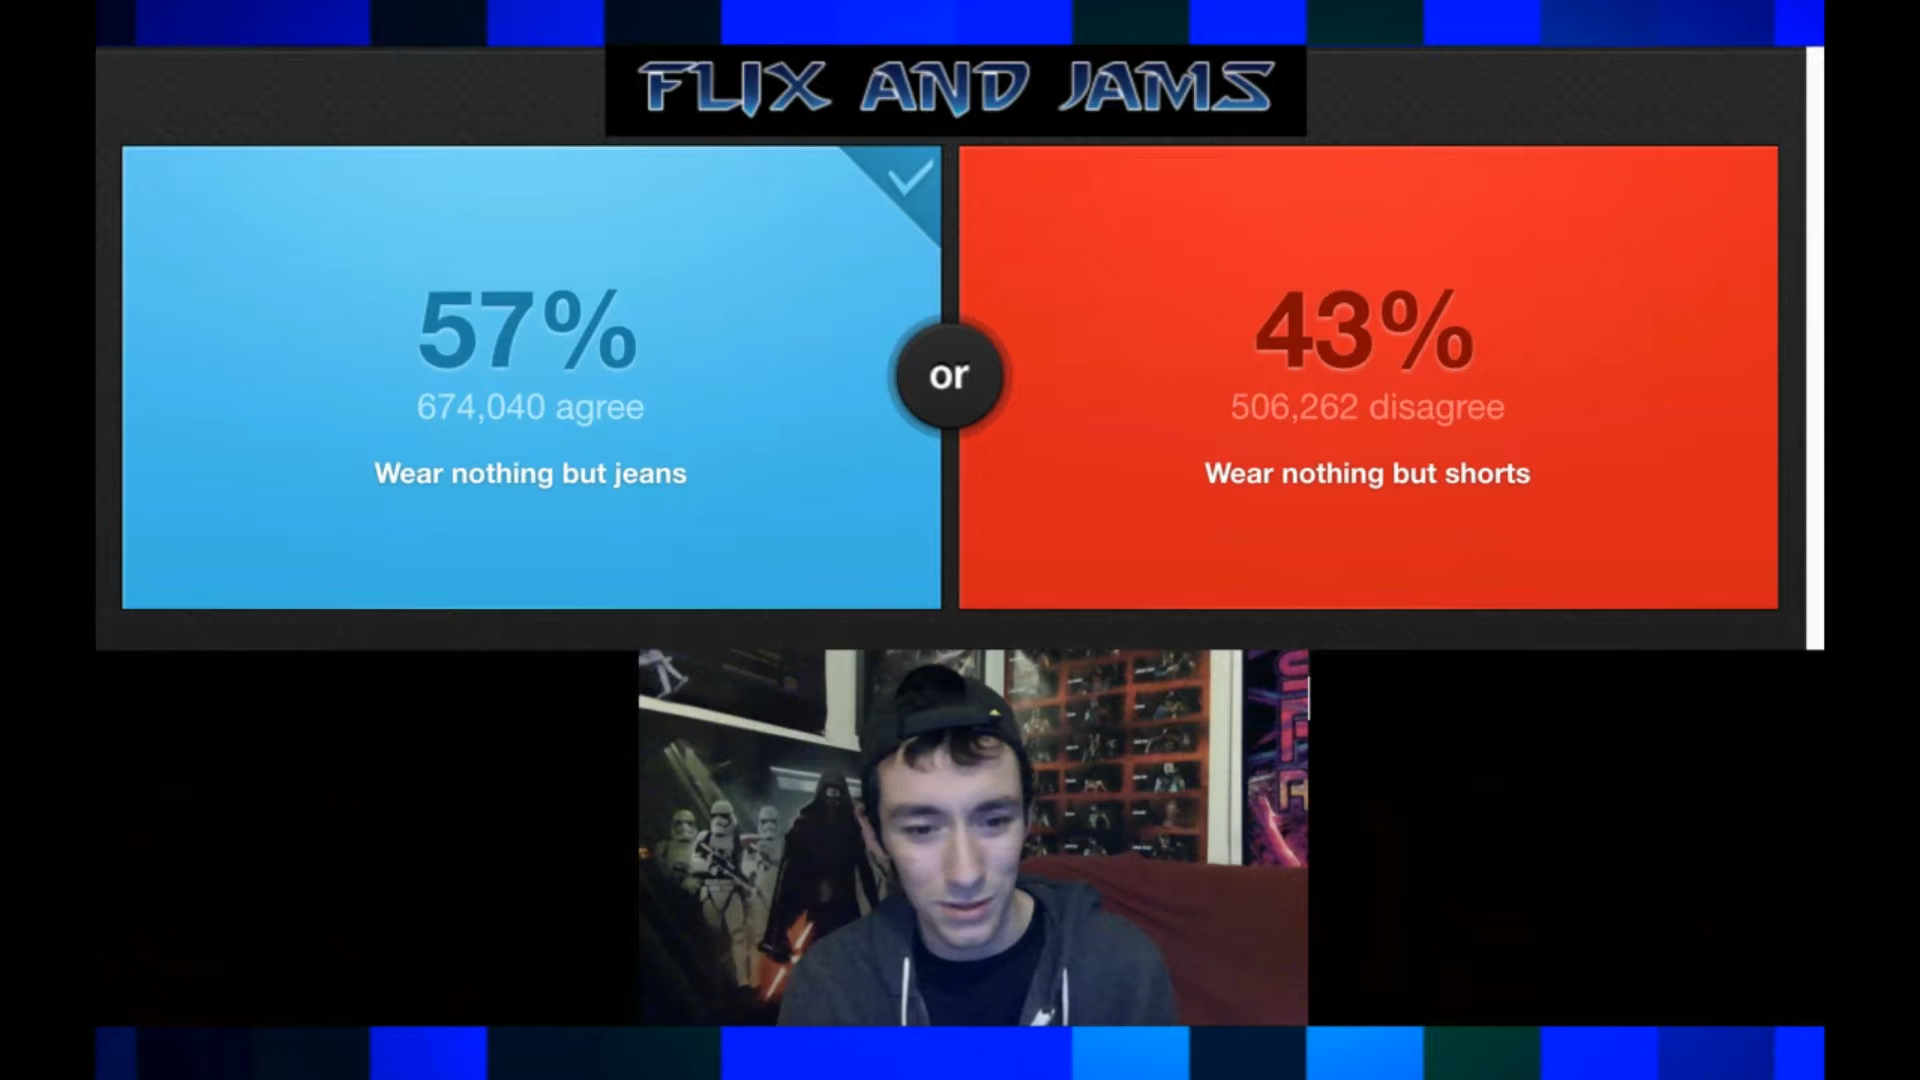 FLIX AND JAMS
57%
674,040 agree
Wear nothing but jeans
or
43%
506,262 disagree
Wear nothing but shorts